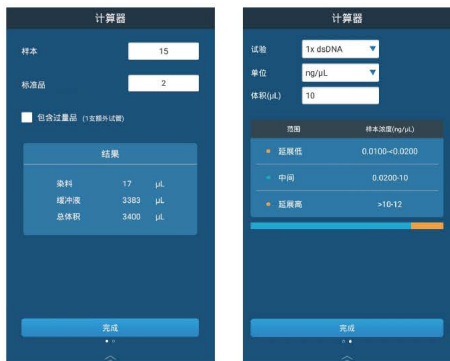 计算器
样本 15
标准品 2
包含过量品 (1支额外试管)
结果
染料 17 µL
缓冲液 3383 µL
总体积 3400 µL
完成
计算器
试验 1x dsDNA
单位 ng/µL
体积(µL) 10
范围 样本浓度(ng/µL)
延展低 0.0100-<0.0200
中间 0.0200-10
延展高 >10-12
完成